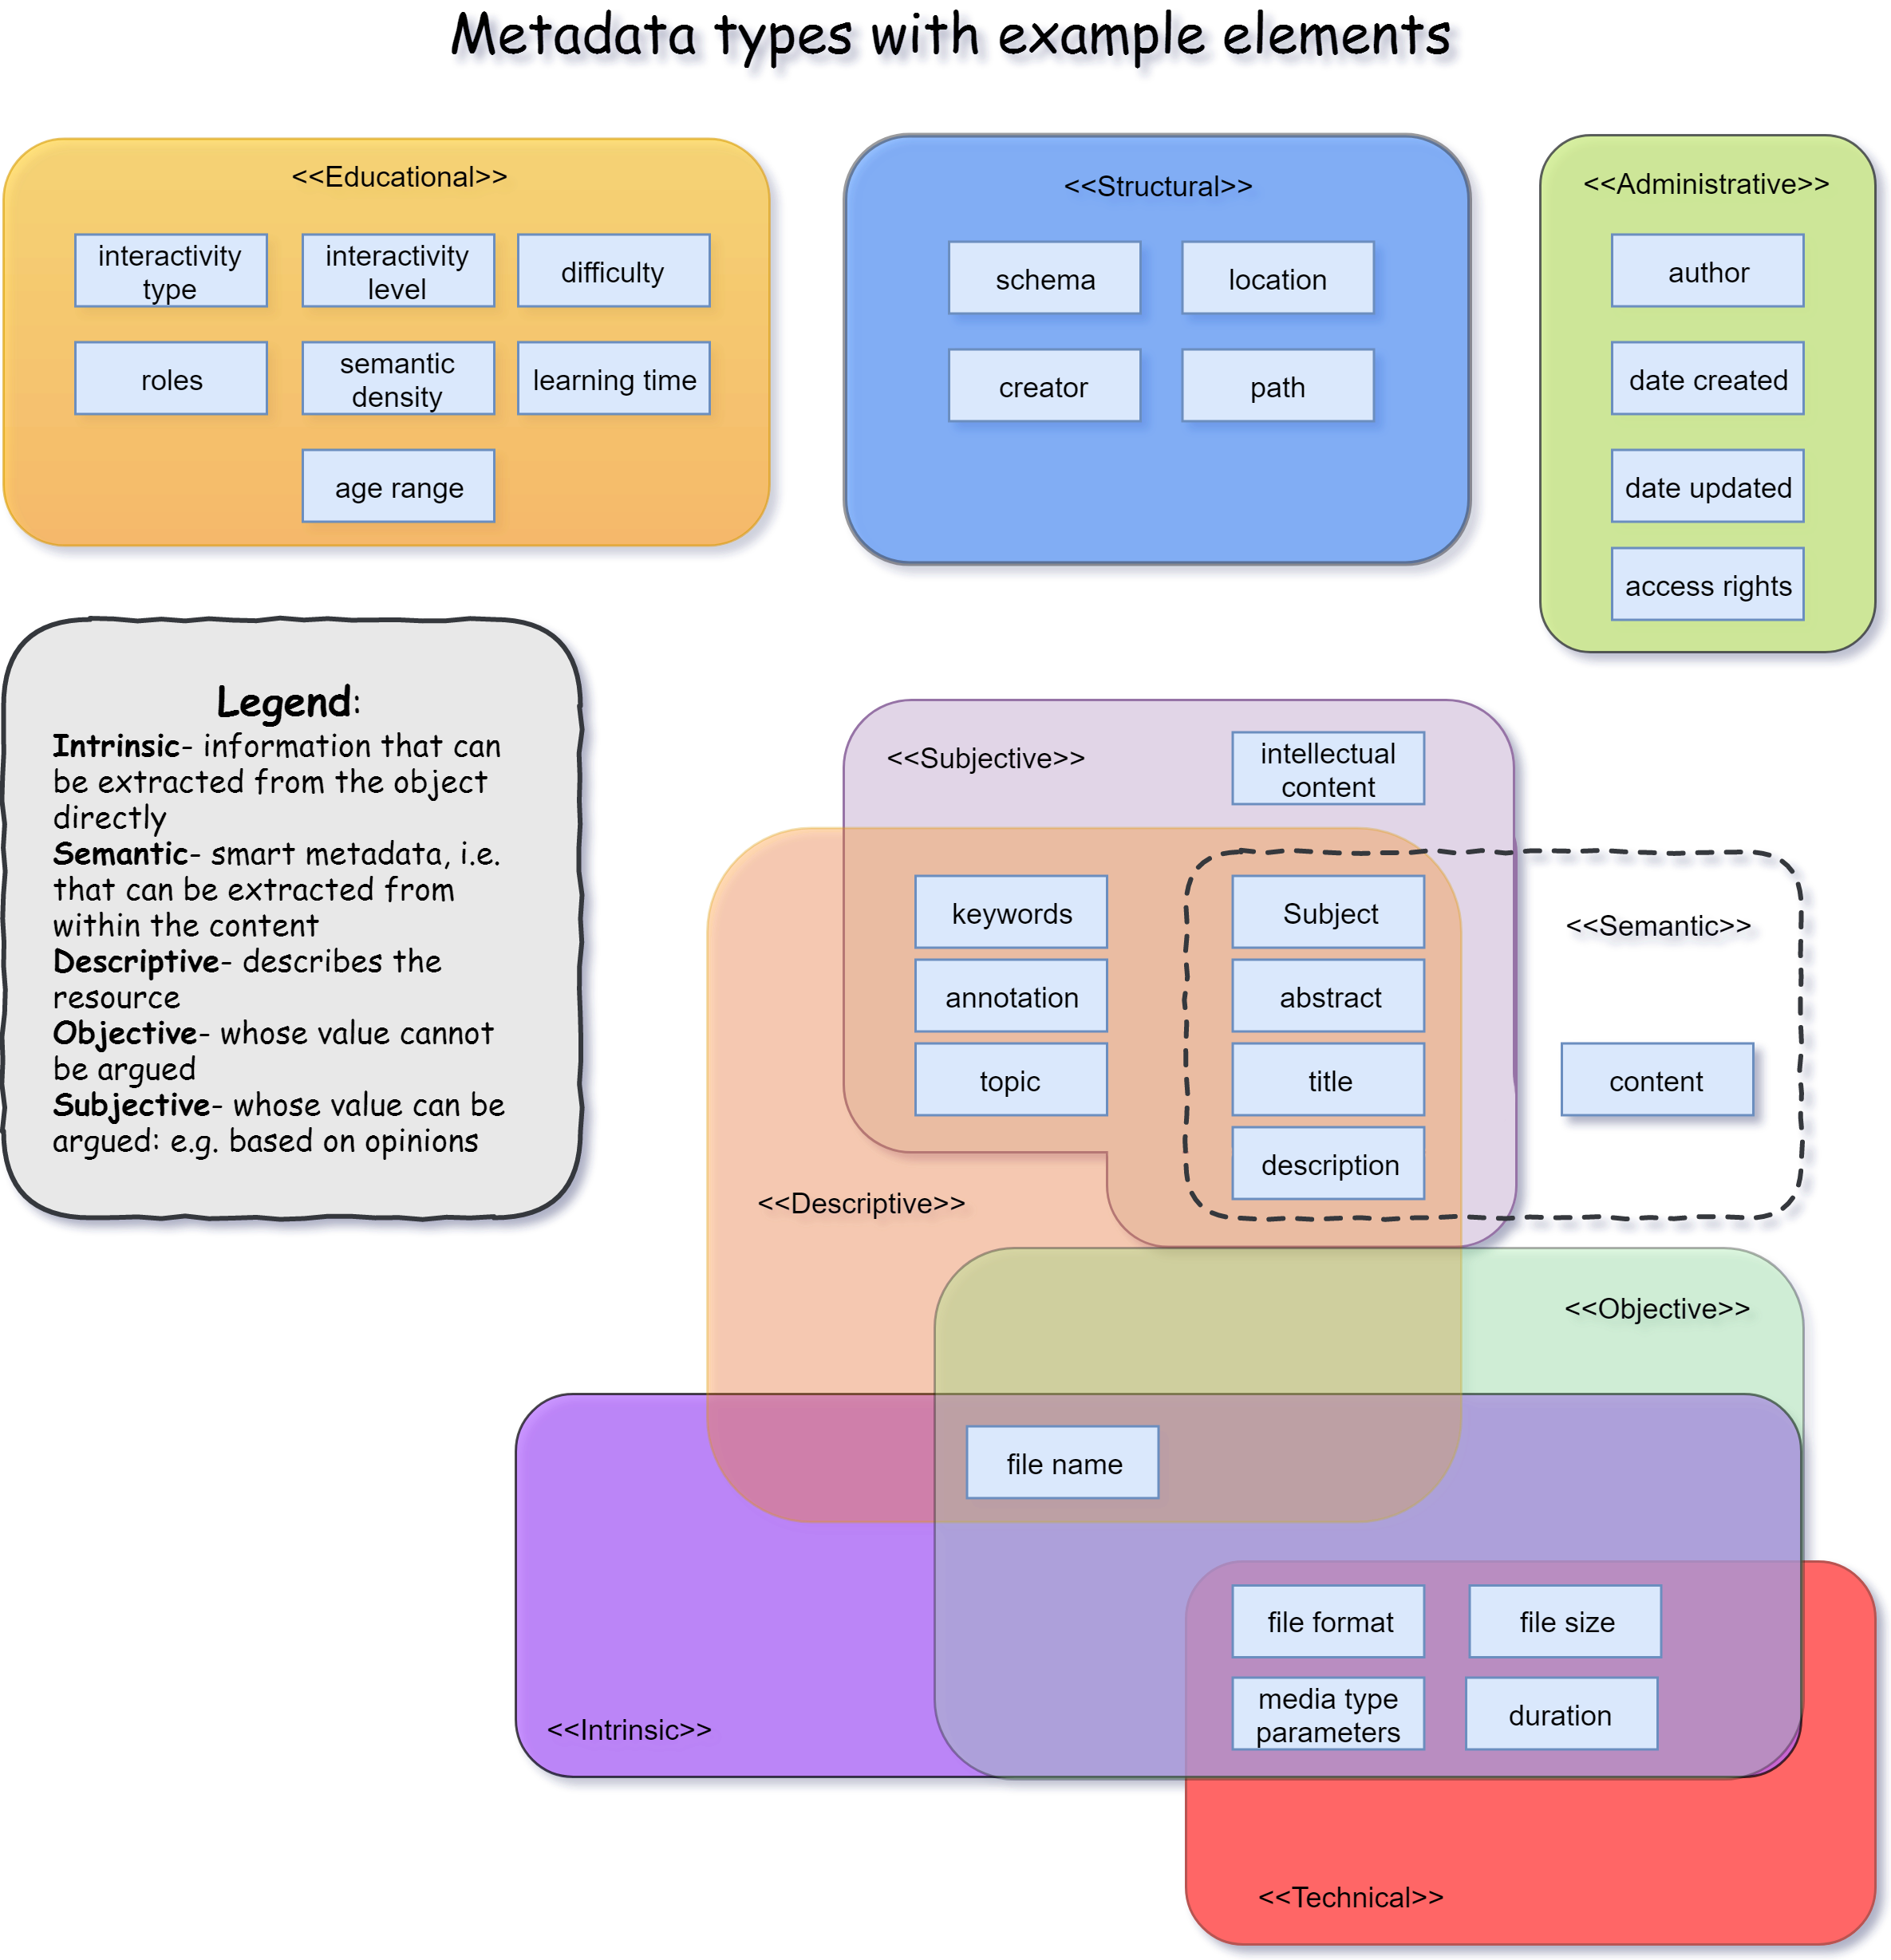 Metadata types with example elements
<<Educational>>
interactivity
type
interactivity
level
difficulty
roles
semantic
density
learning time
age range
<<Structural>>
schema
location
creator
path
<<Administrative>>
author
date created
date updated
access rights
Legend:
Intrinsic- information that can
be extracted from the object
directly
Semantic- smart metadata, i.e.
that can be extracted from
within the content
Descriptive- describes the
resource
Objective- whose value cannot
be argued
Subjective- whose value can be
argued: e.g. based on opinions
<<Subjective>>
intellectual
content
keywords
annotation
topic
Subject
abstract
title
description
<<Semantic>>
content
<<Descriptive>>
<<Objective>>
file name
<<Intrinsic>>
file format
file size
media type
parameters
duration
<<Technical>>